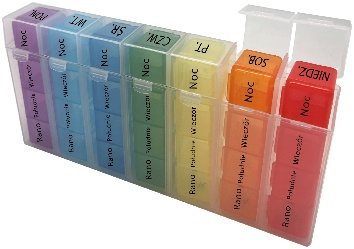 PON.
WT.
ŚR.
CZW.
PT.
SOB.
NIEDZ.
Noc
Noc
Noc
Noc
Noc
Noc
Noc
Rano Południe Wieczór
Rano Południe Wieczór
Rano Południe Wieczór
Rano Południe Wieczór
Rano Południe Wieczór
Rano Południe Wieczór
Rano Południe Wieczór